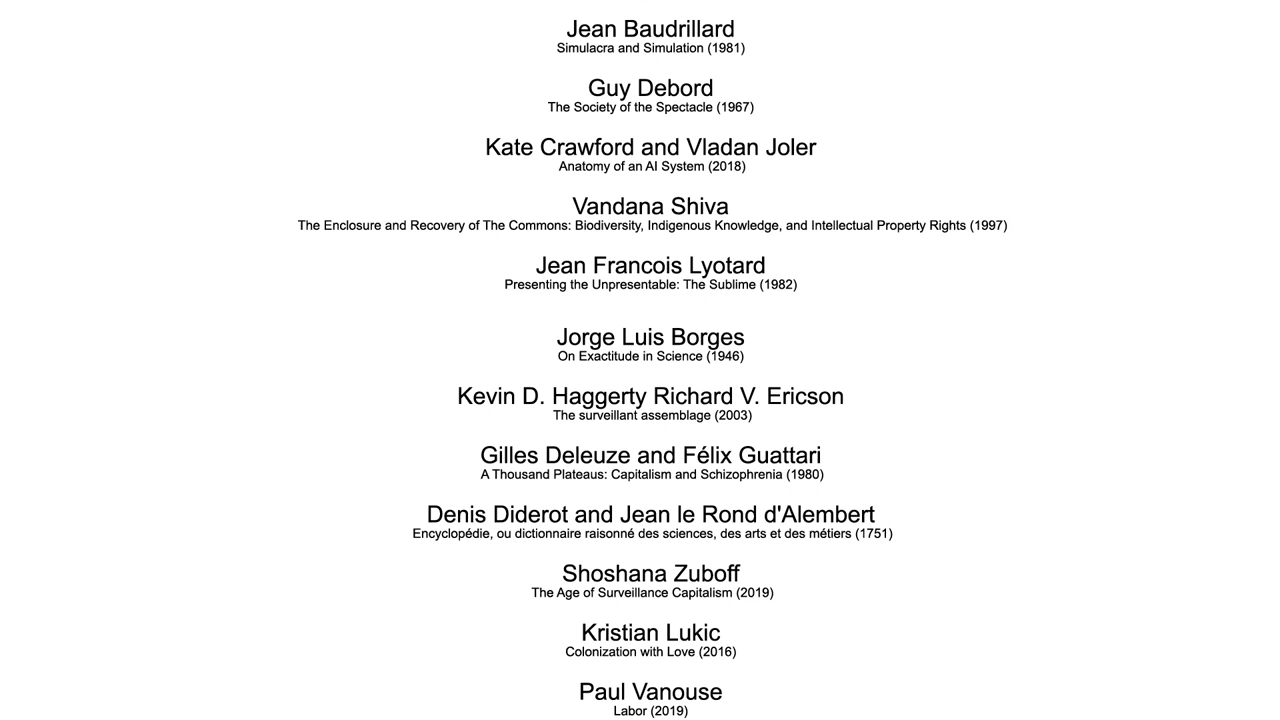 Jean Baudrillard
Simulacra and Simulation (1981)
Guy Debord
The Society of the Spectacle (1967)
Kate Crawford and Vladan Joler
Anatomy of an AI System (2018)
Vandana Shiva
The Enclosure and Recovery of The Commons: Biodiversity, Indigenous Knowledge, and Intellectual Property Rights (1997)
Jean Francois Lyotard
Presenting the Unpresentable: The Sublime (1982)
Jorge Luis Borges
On Exactitude in Science (1946)
Kevin D. Haggerty Richard V. Ericson
The surveillant assemblage (2003)
Gilles Deleuze and Félix Guattari
A Thousand Plateaus: Capitalism and Schizophrenia (1980)
Denis Diderot and Jean le Rond d'Alembert
Encyclopédie, ou dictionnaire raisonné des sciences, des arts et des métiers (1751)
Shoshana Zuboff
The Age of Surveillance Capitalism (2019)
Kristian Lukic
Colonization with Love (2016)
Paul Vanouse
Labor (2019)